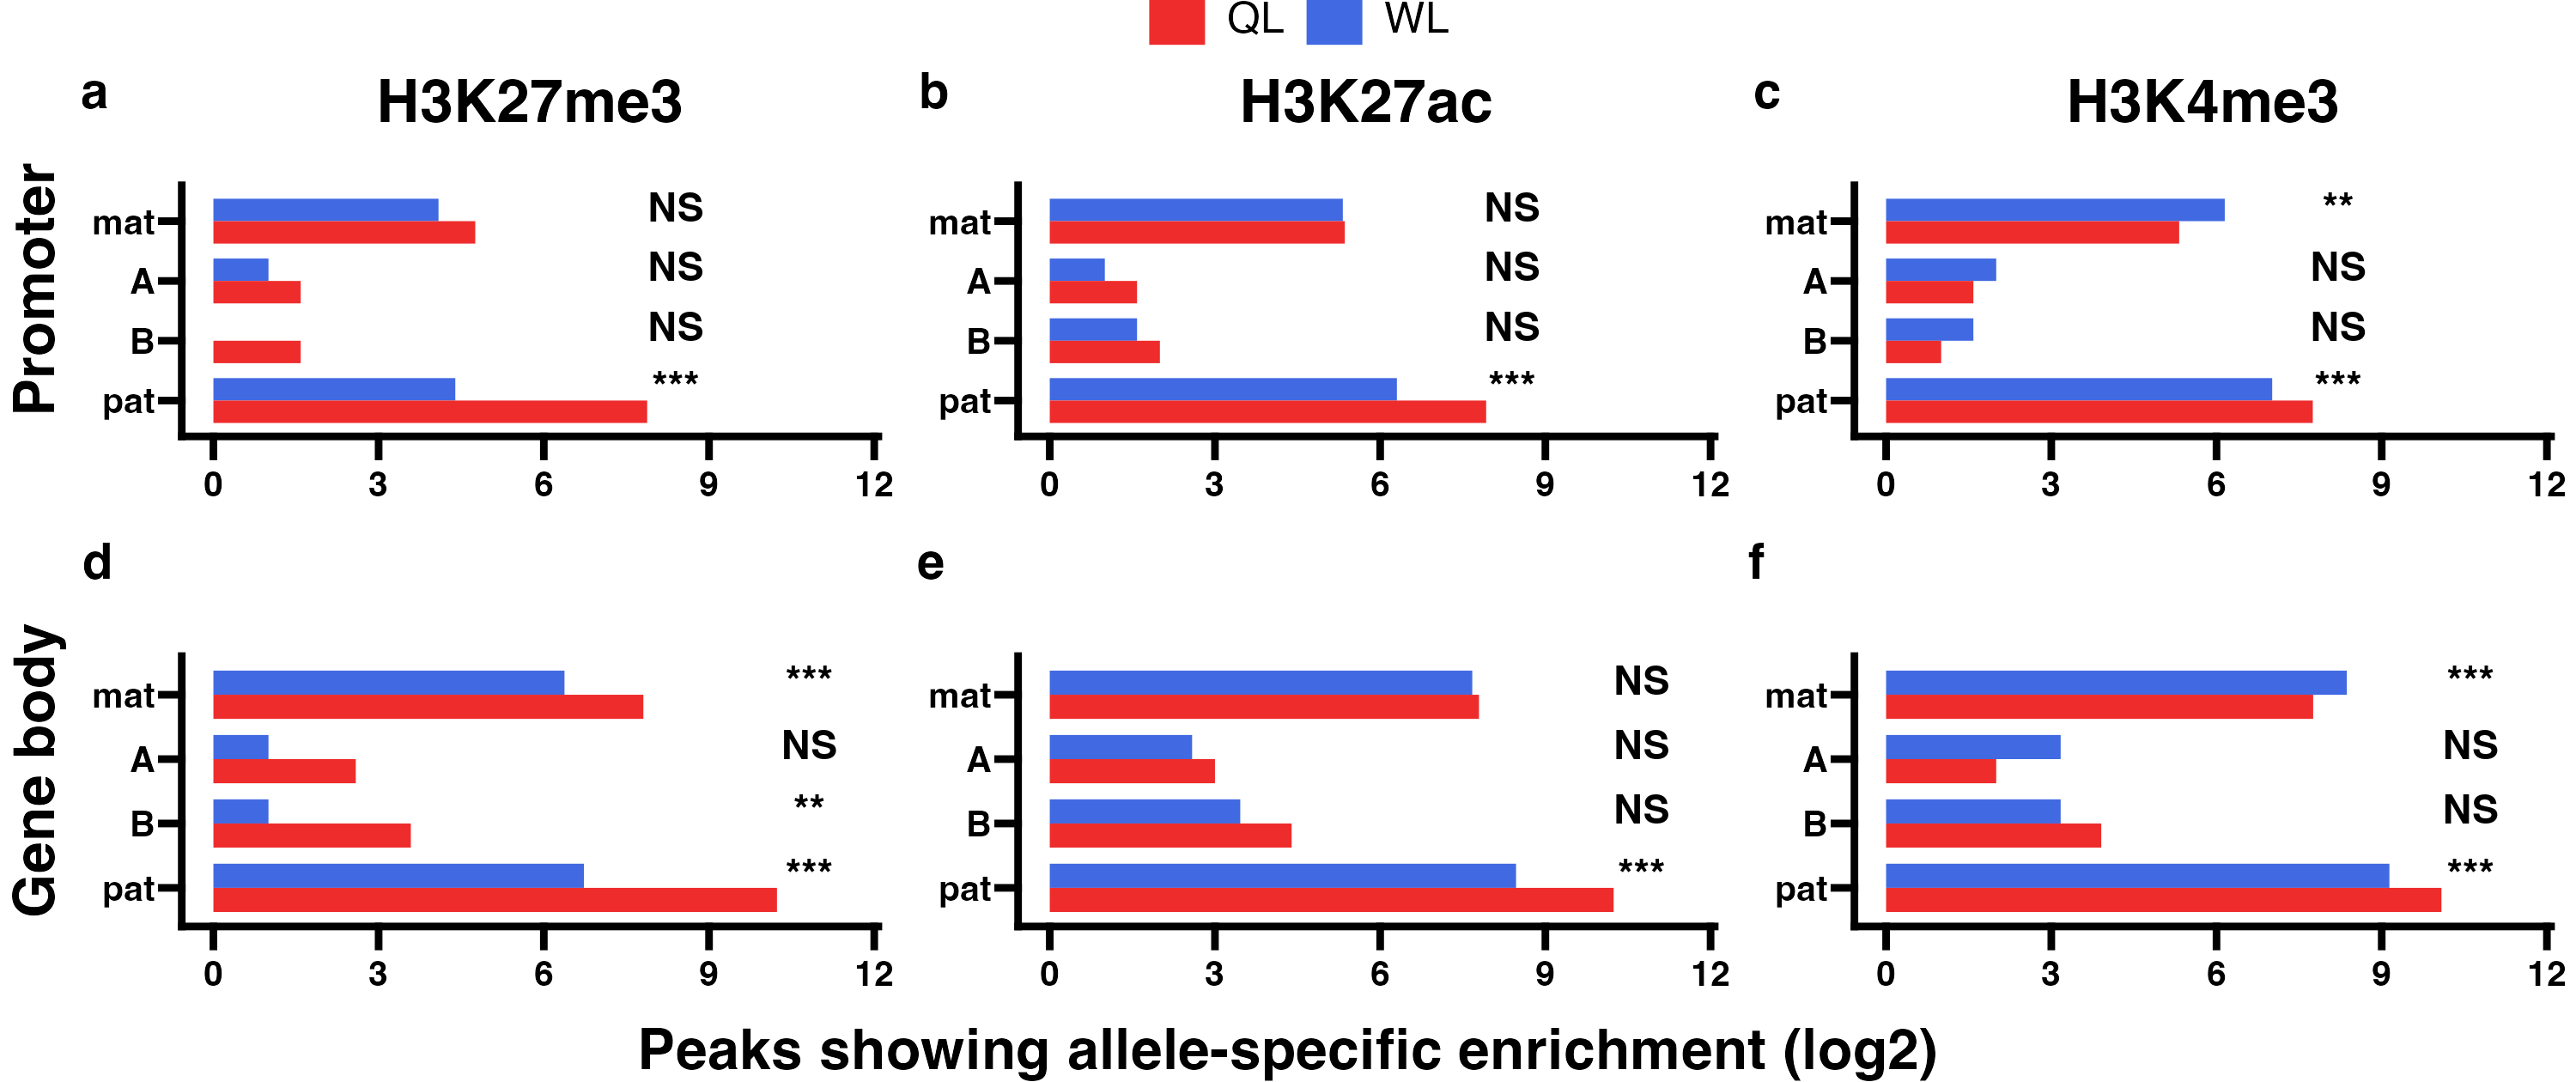 QL WL
a H3K27me3 b H3K27ac c H3K4me3
Promoter
mat NS
A NS
B NS
pat ***
0 3 6 9 12
mat NS
A NS
B NS
pat ***
0 3 6 9 12
mat **
A NS
B NS
pat ***
0 3 6 9 12
d e f
Gene body
mat ***
A NS
B **
pat ***
0 3 6 9 12
mat NS
A NS
B NS
pat ***
0 3 6 9 12
mat ***
A NS
B NS
pat ***
0 3 6 9 12
Peaks showing allele-specific enrichment (log2)